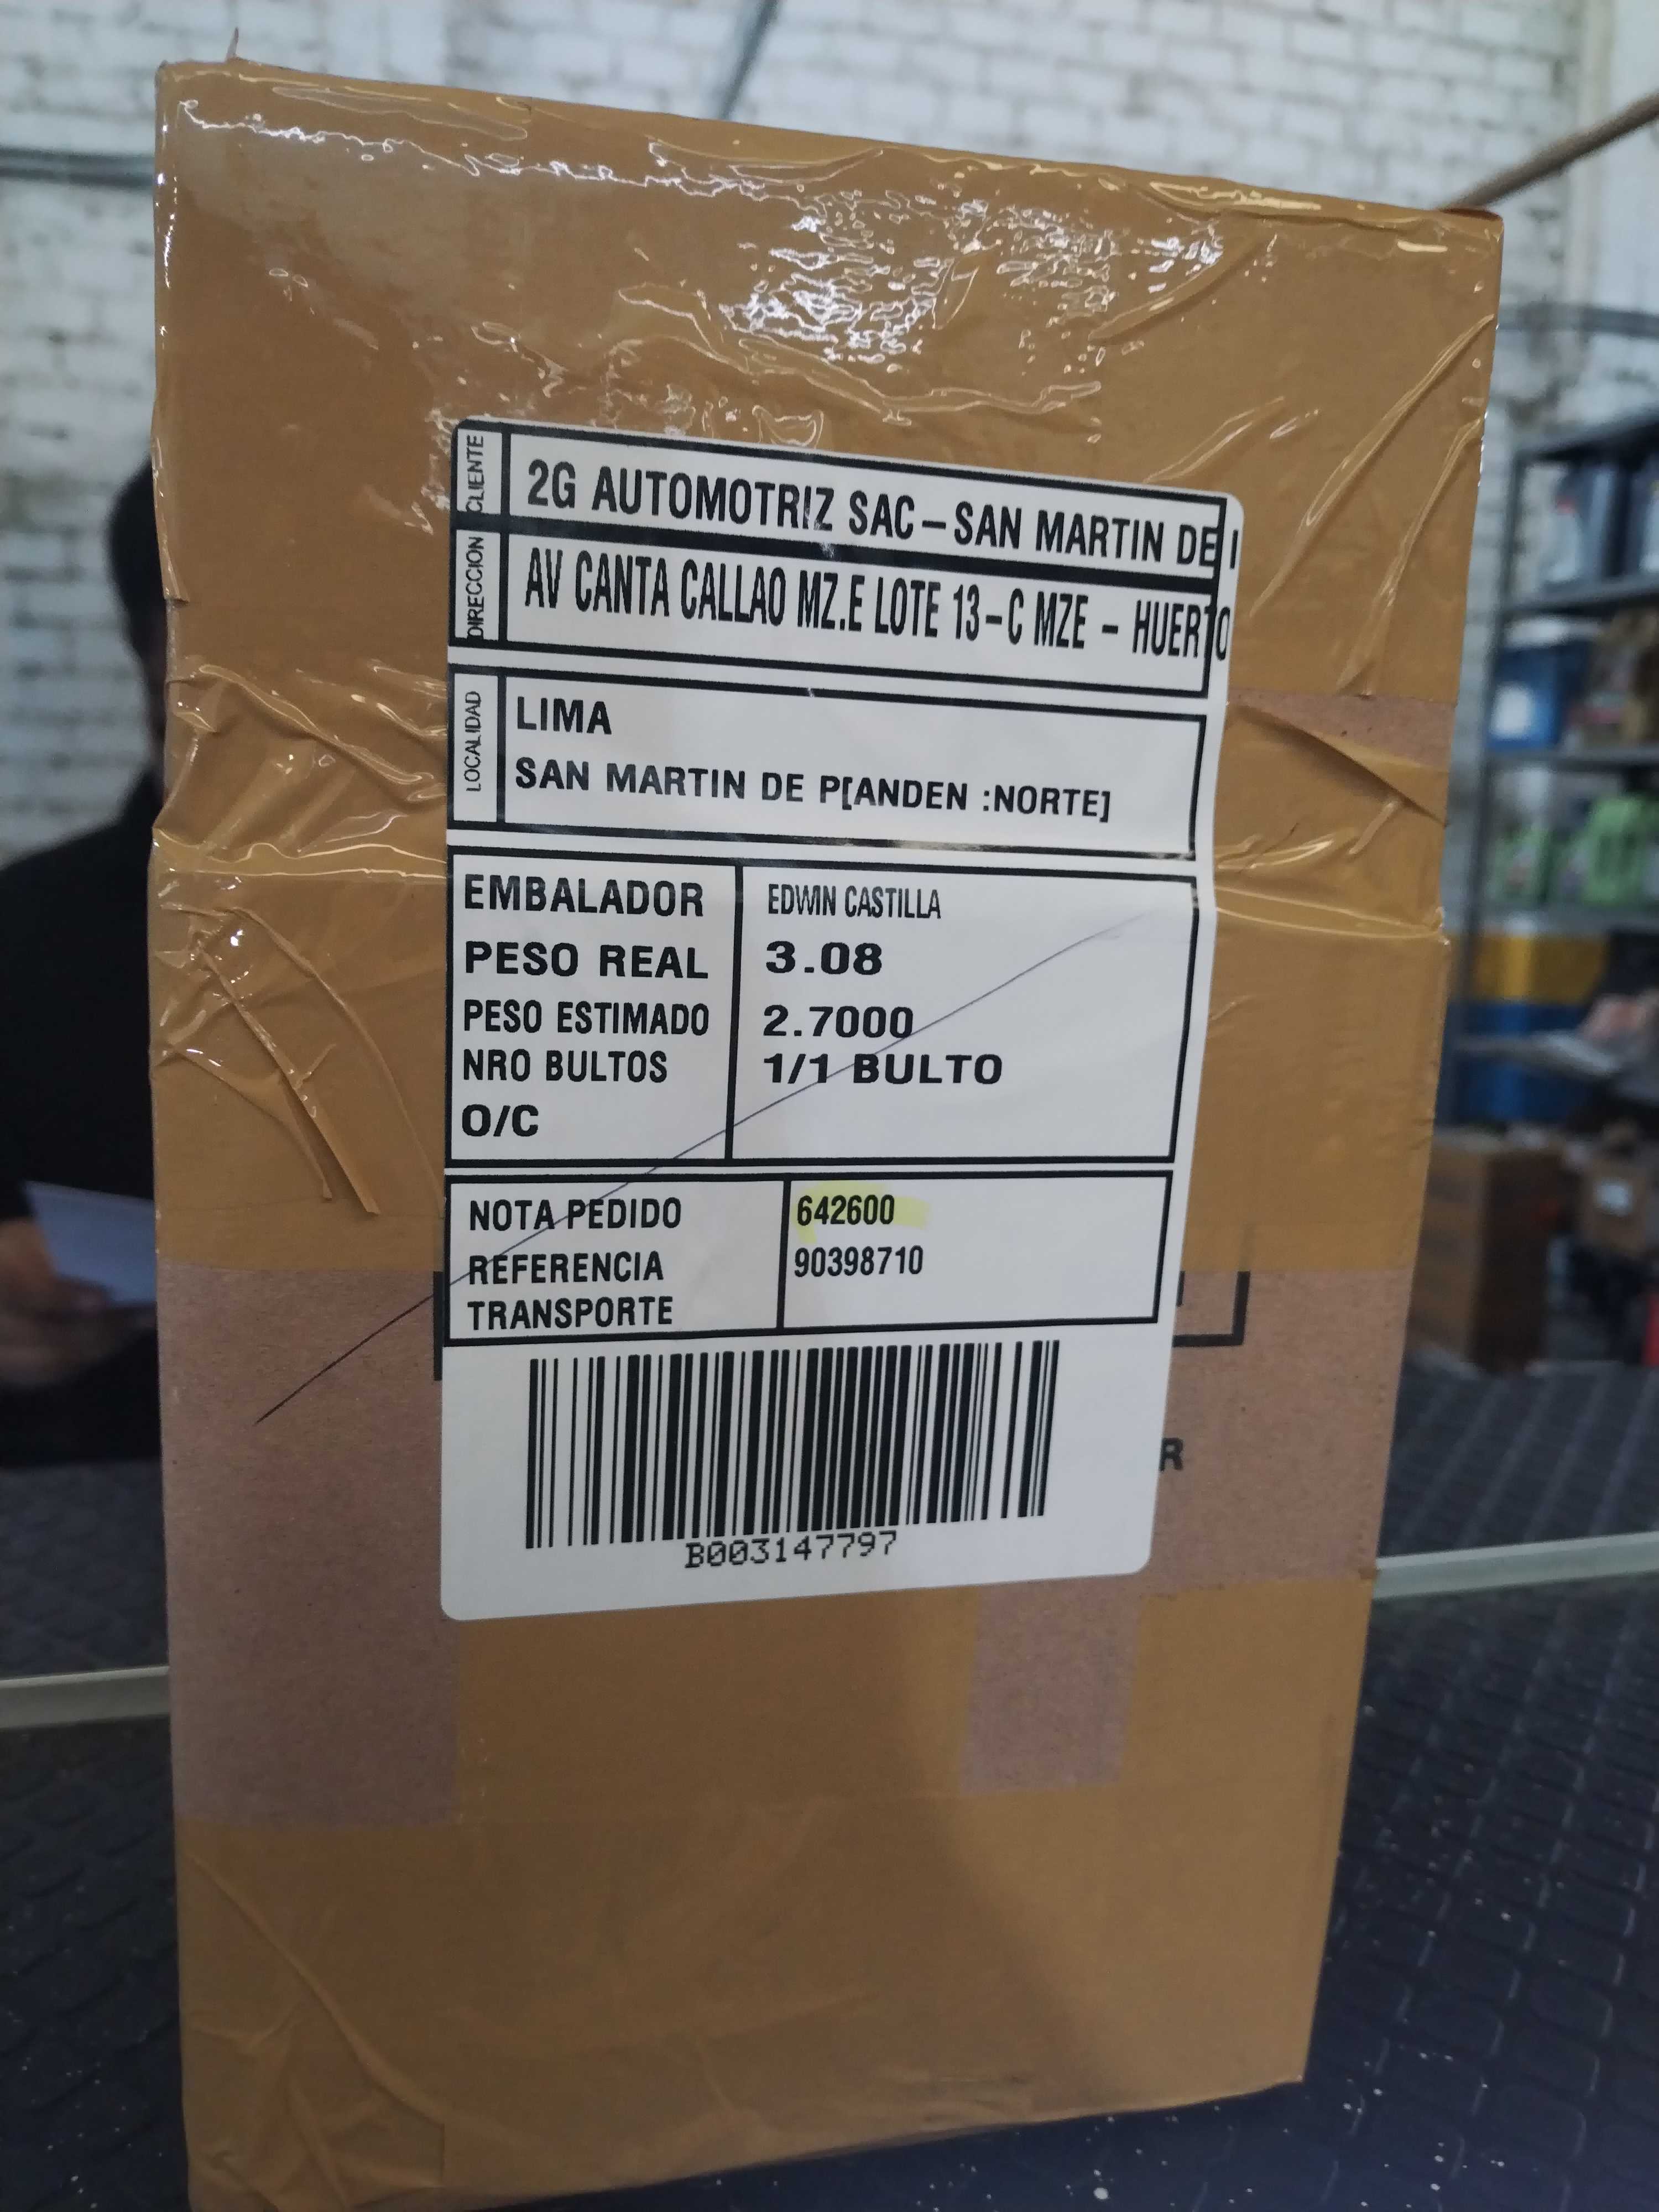 CLIENTE 2G AUTOMOTRIZ SAC-SAN MARTIN DE
DIRECCION AV CANTA CALLAO MZ.E LOTE 13-C MZE - HUERTO
LOCALIDAD LIMA
SAN MARTIN DE P[ANDEN :NORTE]
EMBALADOR EDWIN CASTILLA
PESO REAL 3.08
PESO ESTIMADO 2.7000
NRO BULTOS 1/1 BULTO
O/C
NOTA PEDIDO 642600
REFERENCIA 90398710
TRANSPORTE
R
B003147797